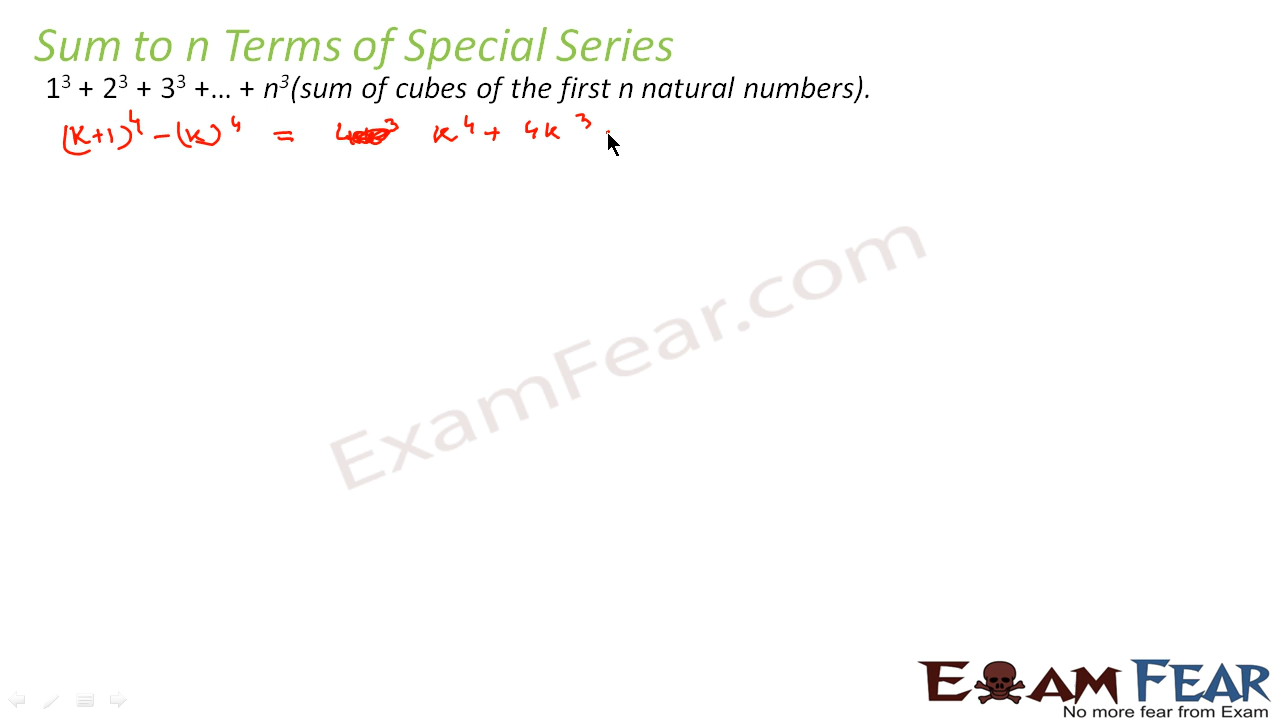 Sum to n Terms of Special Series
1³ + 2³ + 3³ +... + n³(sum of cubes of the first n natural numbers).
(k+1)⁴ – (k)⁴ = k⁴ + 4k³
ExamFear.com
EXAM FEAR
No more fear from Exam